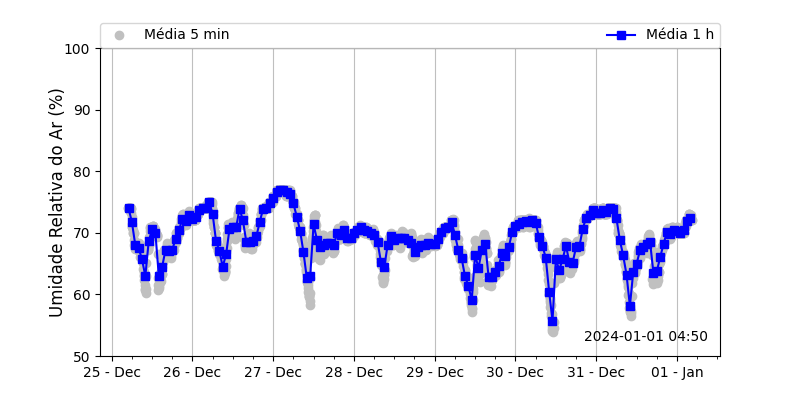 Média 5 min
Média 1 h
Umidade Relativa do Ar (%)
100
90
80
70
60
50
2024-01-01 04:50
25 - Dec
26 - Dec
27 - Dec
28 - Dec
29 - Dec
30 - Dec
31 - Dec
01 - Jan